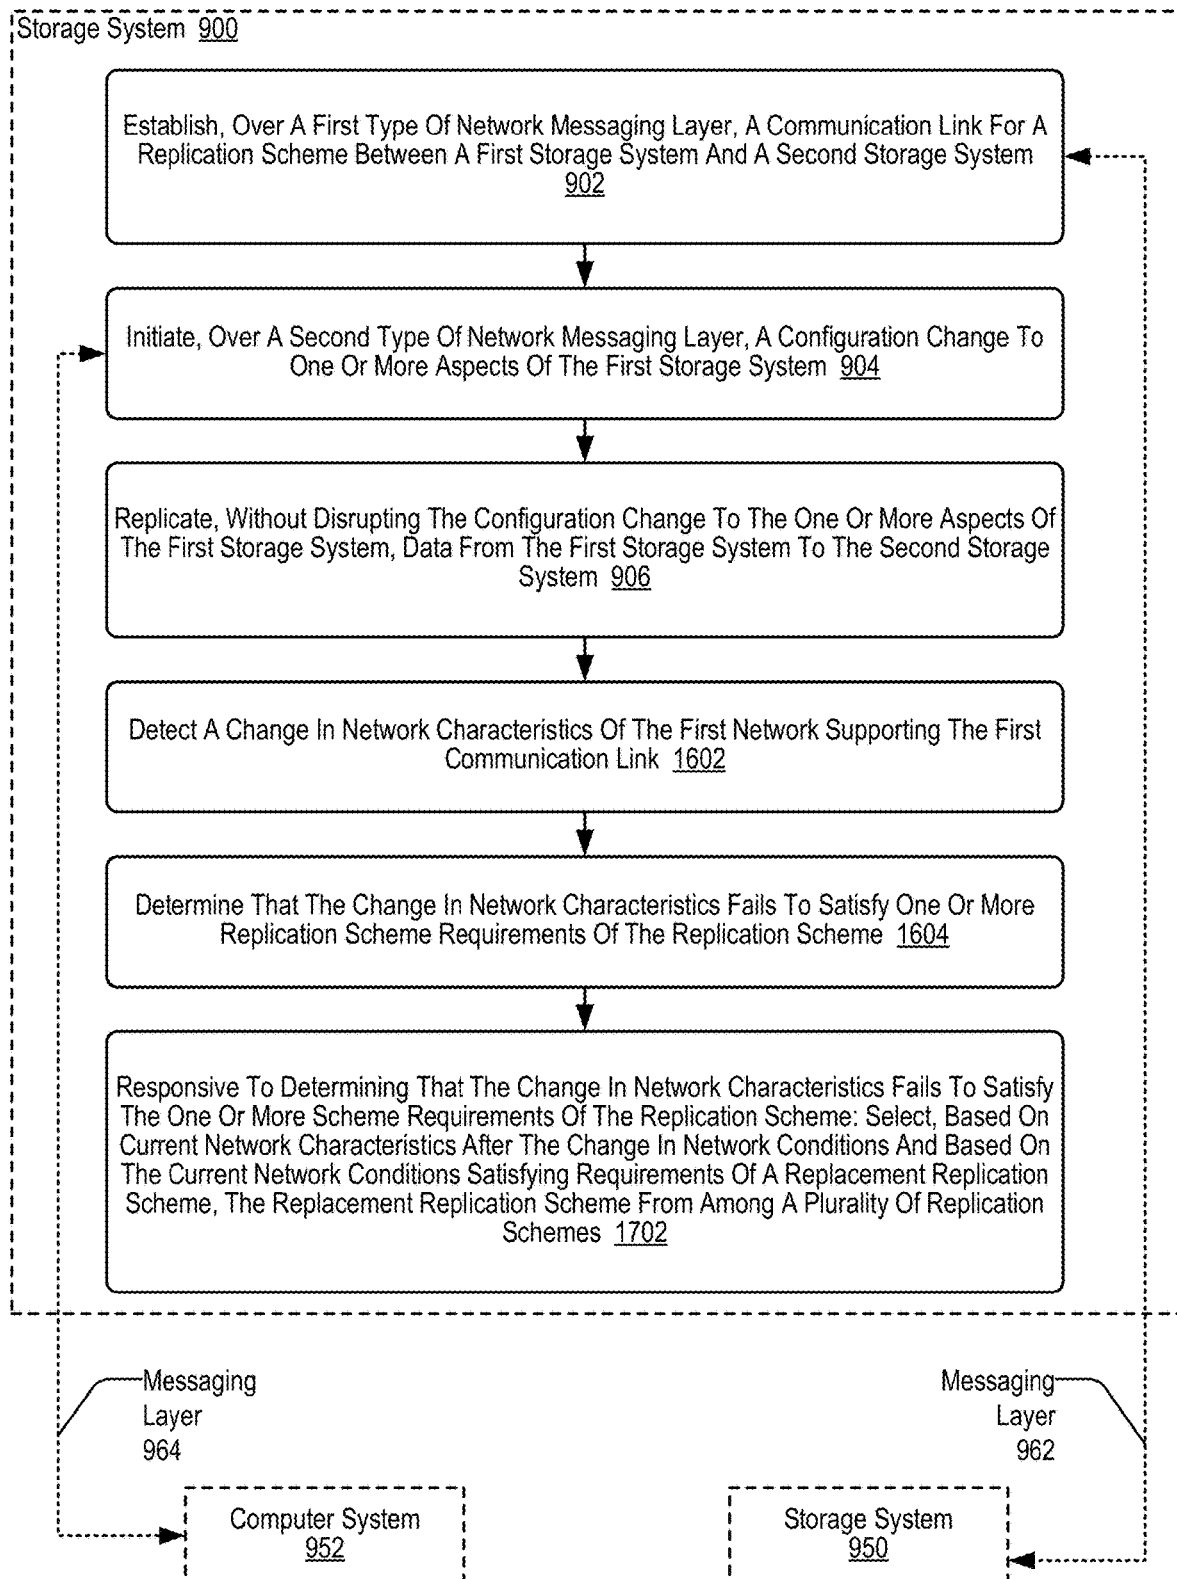 Storage System 900
Establish, Over A First Type Of Network Messaging Layer, A Communication Link For A
Replication Scheme Between A First Storage System And A Second Storage System
902
Initiate, Over A Second Type Of Network Messaging Layer, A Configuration Change To
One Or More Aspects Of The First Storage System 904
Replicate, Without Disrupting The Configuration Change To The One Or More Aspects Of
The First Storage System, Data From The First Storage System To The Second Storage
System 906
Detect A Change In Network Characteristics Of The First Network Supporting The First
Communication Link 1602
Determine That The Change In Network Characteristics Fails To Satisfy One Or More
Replication Scheme Requirements Of The Replication Scheme 1604
Responsive To Determining That The Change In Network Characteristics Fails To Satisfy
The One Or More Scheme Requirements Of The Replication Scheme: Select, Based On
Current Network Characteristics After The Change In Network Conditions And Based On
The Current Network Conditions Satisfying Requirements Of A Replacement Replication
Scheme, The Replacement Replication Scheme From Among A Plurality Of Replication
Schemes 1702
Messaging
Layer
964
Messaging
Layer
962
Computer System
952
Storage System
950